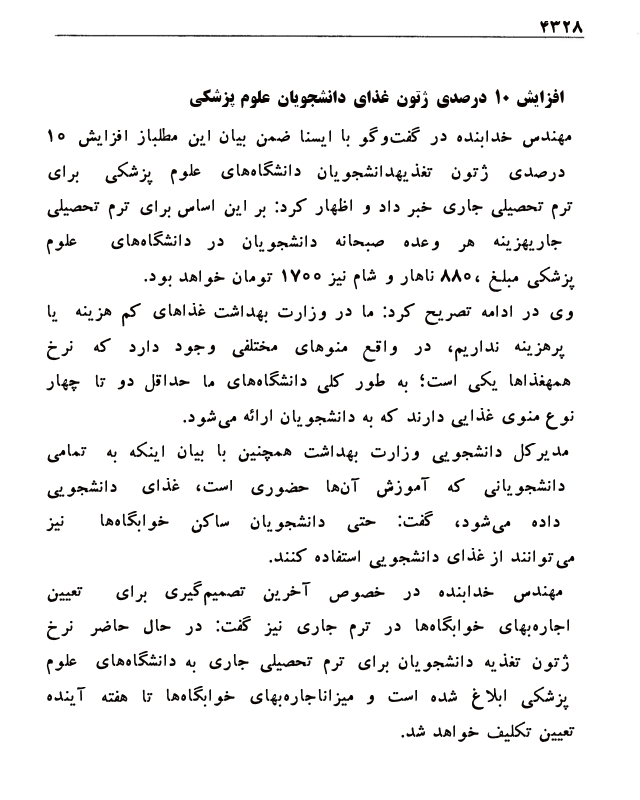 ۴۳۲۸
افزایش ۱۰ درصدی ژتون غذای دانشجویان علوم پزشکی
مهندس خدابنده در گفت‌وگو با ایسنا ضمن بیان این مطلباز افزایش ۱۰
درصدی ژتون تغذیهدانشجویان دانشگاه‌های علوم پزشکی برای
ترم تحصیلی جاری خبر داد و اظهار کرد: بر این اساس برای ترم تحصیلی
جاریهزینه هر وعده صبحانه دانشجویان در دانشگاه‌های علوم
پزشکی مبلغ ۸۸۰، ناهار و شام نیز ۱۷۰۰ تومان خواهد بود.
وی در ادامه تصریح کرد: ما در وزارت بهداشت غذاهای کم هزینه یا
پرهزینه نداریم، در واقع منوهای مختلفی وجود دارد که نرخ
همهغذاها یکی است؛ به طور کلی دانشگاه‌های ما حداقل دو تا چهار
نوع منوی غذایی دارند که به دانشجویان ارائه می‌شود.
مدیرکل دانشجویی وزارت بهداشت همچنین با بیان اینکه به تمامی
دانشجویانی که آموزش آن‌ها حضوری است، غذای دانشجویی
داده می‌شود، گفت: حتی دانشجویان ساکن خوابگاه‌ها نیز
می‌توانند از غذای دانشجویی استفاده کنند.
مهندس خدابنده در خصوص آخرین تصمیم‌گیری برای تعیین
اجاره‌بهای خوابگاه‌ها در ترم جاری نیز گفت: در حال حاضر نرخ
ژتون تغذیه دانشجویان برای ترم تحصیلی جاری به دانشگاه‌های علوم
پزشکی ابلاغ شده است و میزاناجاره‌بهای خوابگاه‌ها تا هفته آینده
تعیین تکلیف خواهد شد.